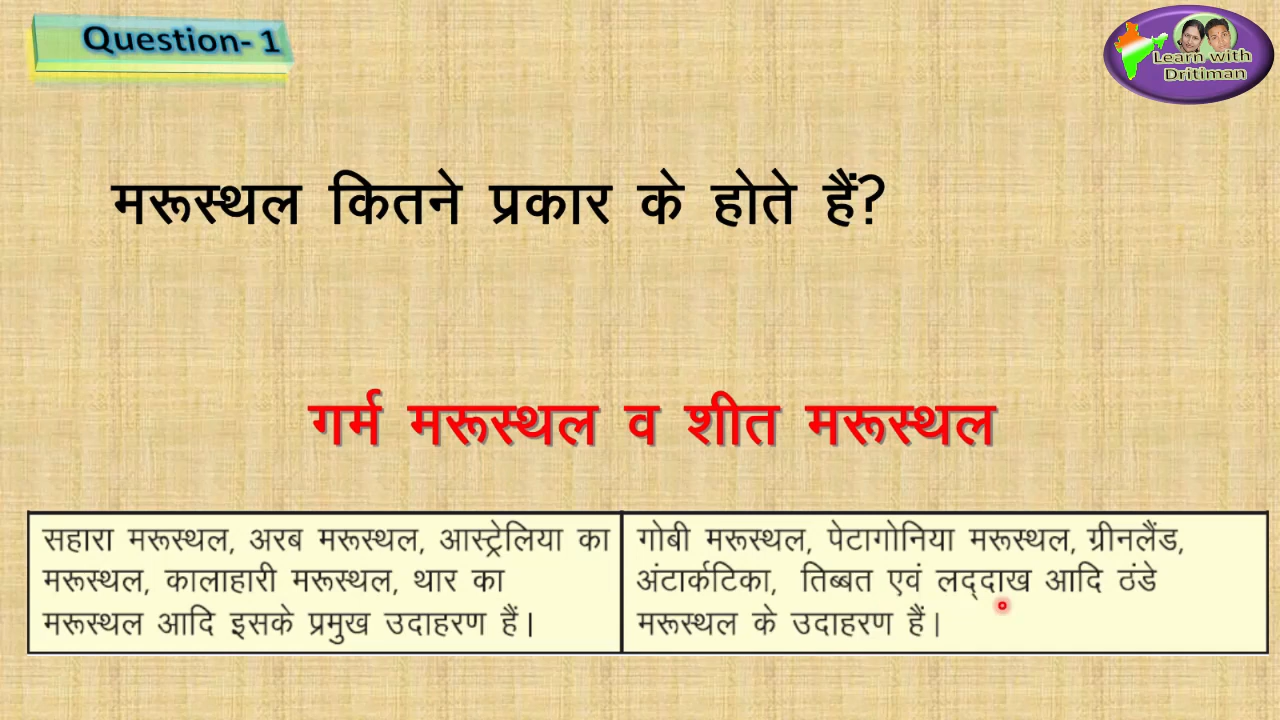 Question- 1
Learn with
Dritiman
मरूस्थल कितने प्रकार के होते हैं?
गर्म मरूस्थल व शीत मरूस्थल
सहारा मरूस्थल, अरब मरूस्थल, आस्ट्रेलिया का
मरूस्थल, कालाहारी मरूस्थल, थार का
मरूस्थल आदि इसके प्रमुख उदाहरण हैं।
गोबी मरूस्थल, पेटागोनिया मरूस्थल, ग्रीनलैंड,
अंटार्कटिका, तिब्बत एवं लद्दाख आदि ठंडे
मरूस्थल के उदाहरण हैं।